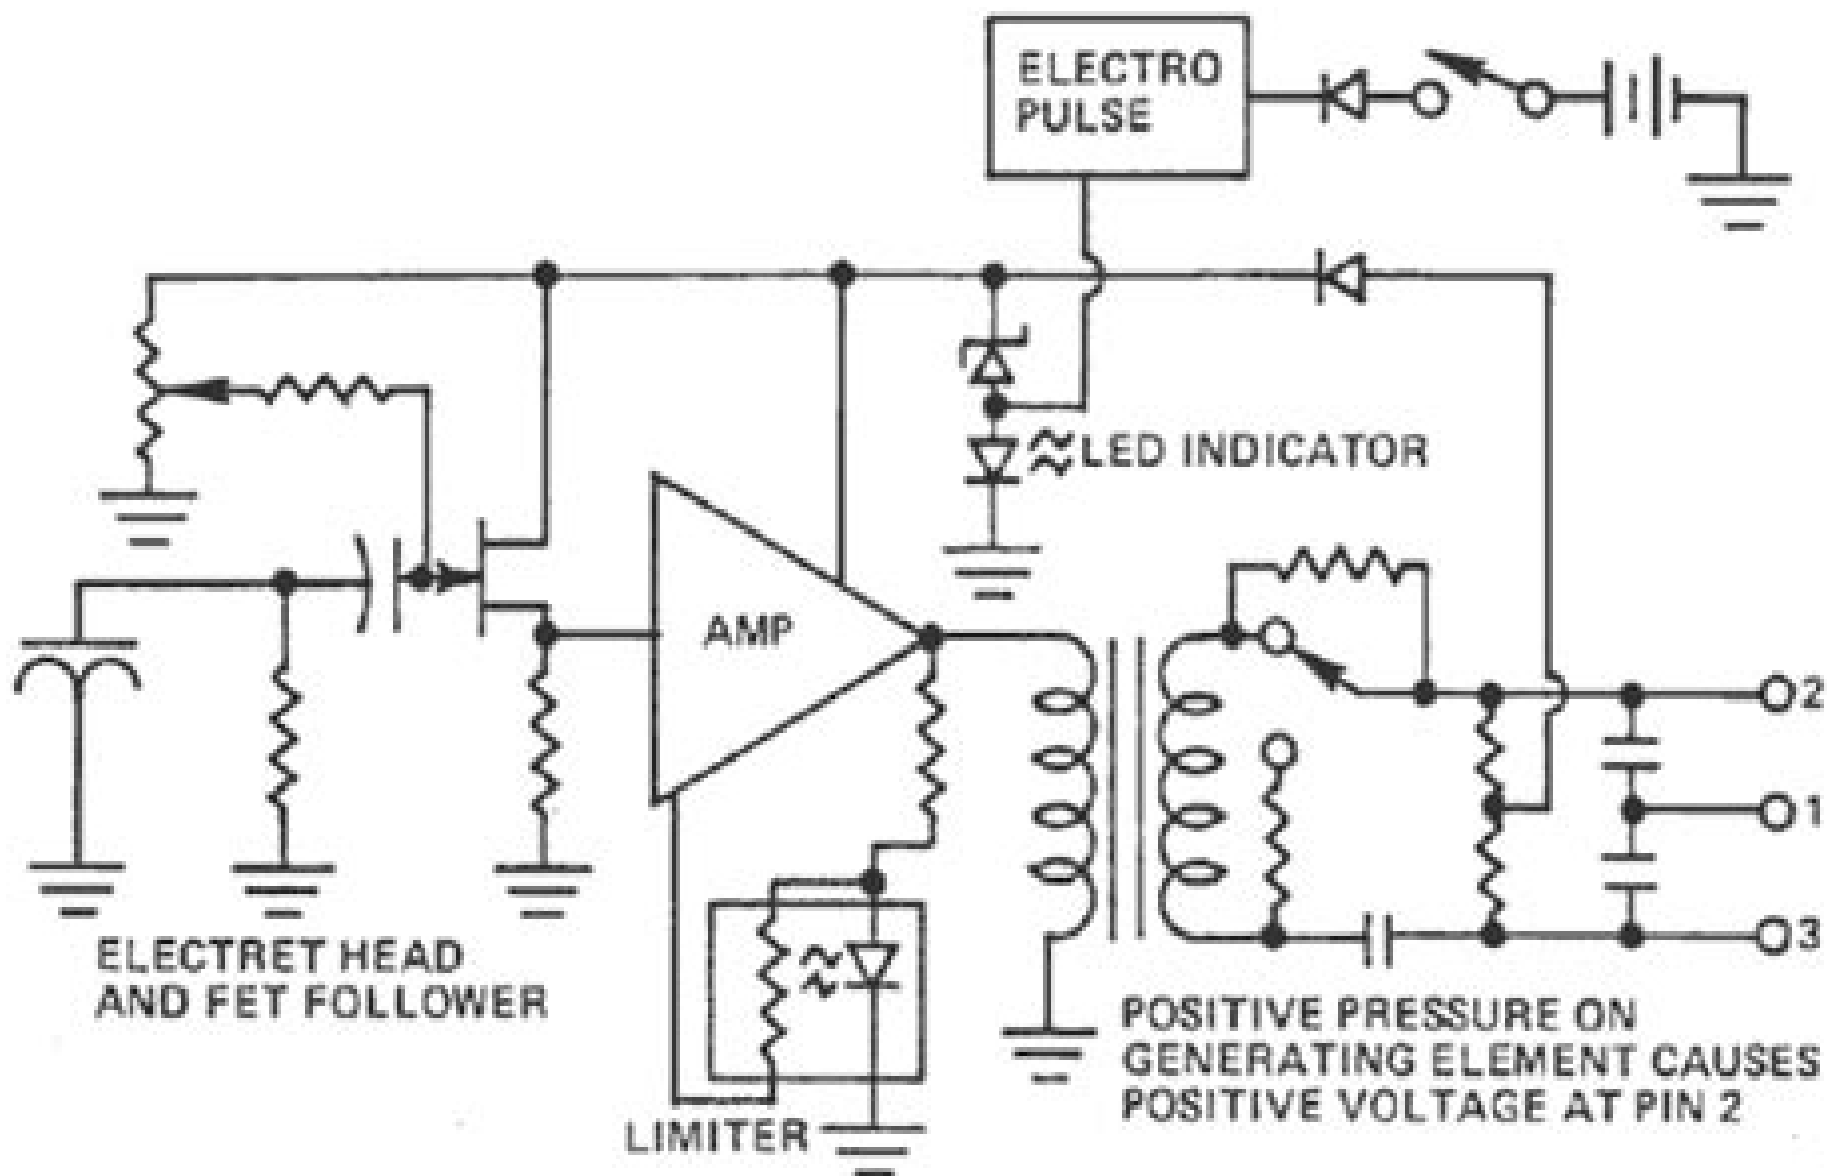 ELECTRO
PULSE
LED INDICATOR
AMP
2
1
3
ELECTRET HEAD
AND FET FOLLOWER
LIMITER
POSITIVE PRESSURE ON
GENERATING ELEMENT CAUSES
POSITIVE VOLTAGE AT PIN 2